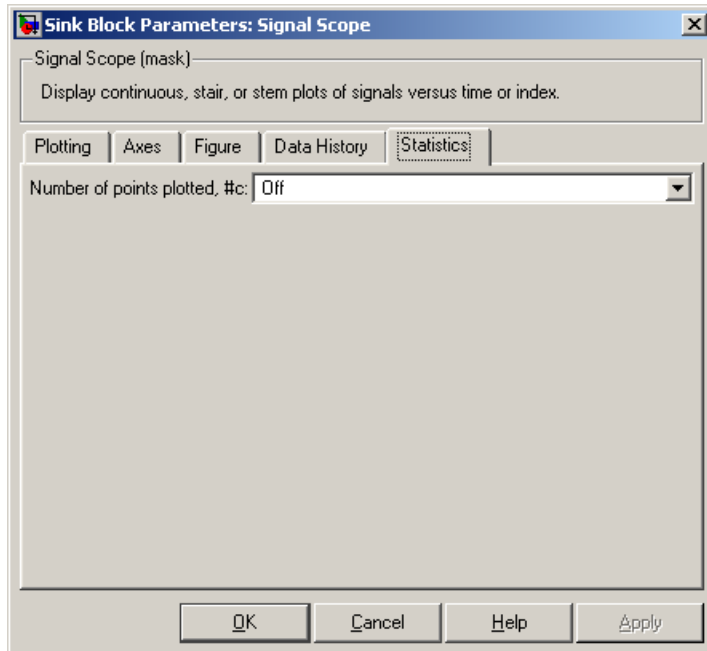 Sink Block Parameters: Signal Scope
Signal Scope (mask)
Display continuous, stair, or stem plots of signals versus time or index.
Plotting Axes Figure Data History Statistics
Number of points plotted, #c: Off
OK Cancel Help Apply